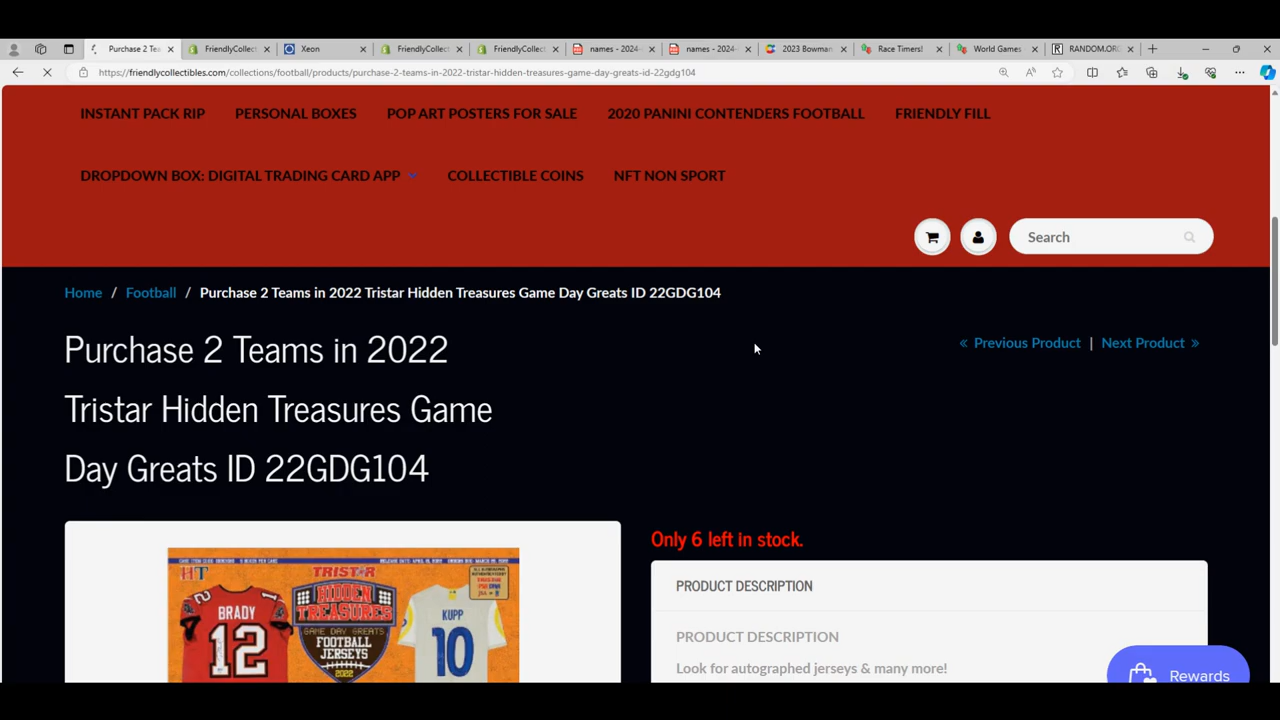 Purchase 2 Tea
FriendlyCollect
Xeon
FriendlyCollect
FriendlyCollect
names - 2024-
names - 2024-
2023 Bowman
Race Timers!
World Games
RANDOM.ORG
https://friendlycollectibles.com/collections/football/products/purchase-2-teams-in-2022-tristar-hidden-treasures-game-day-greats-id-22gdg104
INSTANT PACK RIP PERSONAL BOXES POP ART POSTERS FOR SALE 2020 PANINI CONTENDERS FOOTBALL FRIENDLY FILL
DROPDOWN BOX: DIGITAL TRADING CARD APP COLLECTIBLE COINS NFT NON SPORT
Search
Home / Football / Purchase 2 Teams in 2022 Tristar Hidden Treasures Game Day Greats ID 22GDG104
Purchase 2 Teams in 2022
Tristar Hidden Treasures Game
Day Greats ID 22GDG104
« Previous Product | Next Product »
Only 6 left in stock.
PRODUCT DESCRIPTION
PRODUCT DESCRIPTION
Look for autographed jerseys & many more!
Rewards
HT
TRISTAR
HIDDEN
TREASURES
GAME DAY GREATS
FOOTBALL
JERSEYS
2022
BRADY
12
KUPP
10